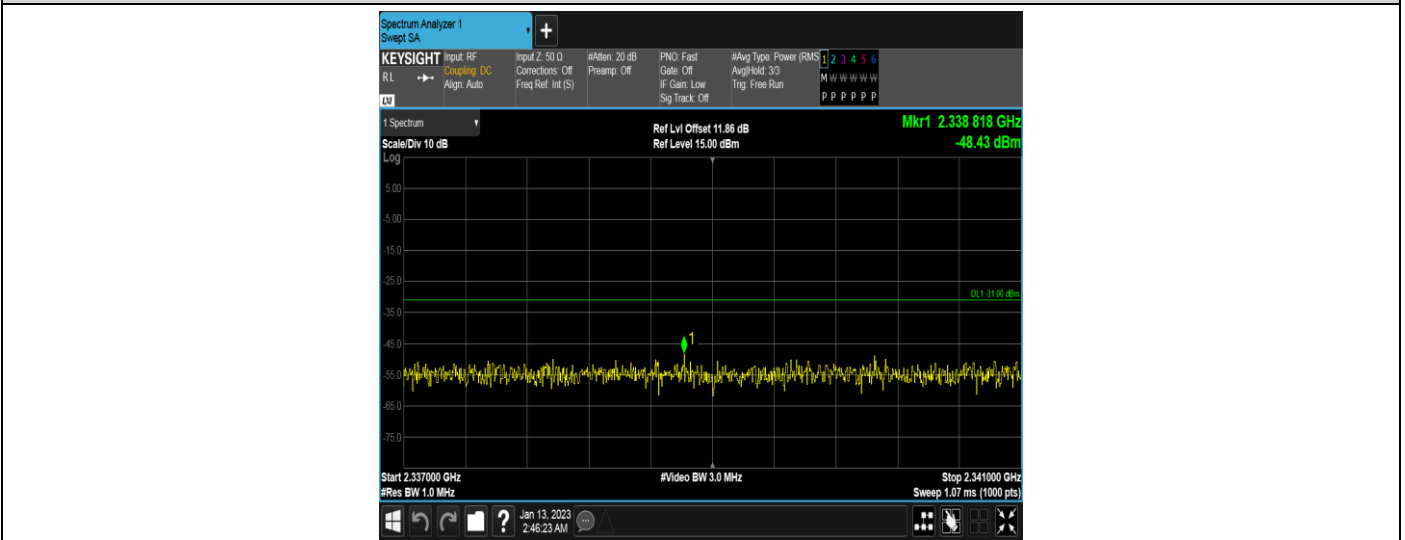 Spectrum Analyzer 1
Swept SA
+
KEYSIGHT Input: RF Input Z: 50 Ω #Atten: 20 dB PNO: Fast #Avg Type: Power (RMS 1 2 3 4 5 6
RL Coupling: DC Corrections: Off Preamp: Off Gate: Off Avg|Hold: 3/3 M W W W W W
Align: Auto Freq Ref: Int (S) IF Gain: Low Trig: Free Run
LXI Sig Track: Off P P P P P P
1 Spectrum Ref Lvl Offset 11.86 dB Mkr1 2.338 818 GHz
Scale/Div 10 dB Ref Level 15.00 dBm -48.43 dBm
Log
5.00
-5.00
-15.0
-25.0
DL1 -31.00 dBm
-35.0
-45.0
1
-55.0
-65.0
-75.0
Start 2.337000 GHz #Video BW 3.0 MHz Stop 2.341000 GHz
#Res BW 1.0 MHz Sweep 1.07 ms (1000 pts)
? Jan 13, 2023
2:46:23 AM